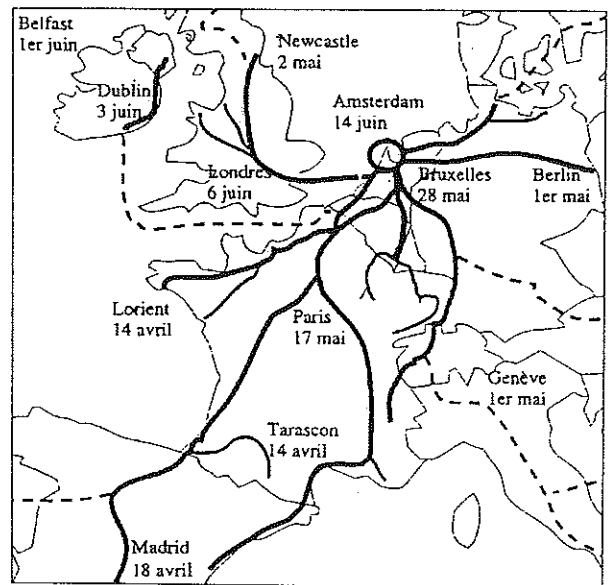 Belfast
1er juin
Newcastle
2 mai
Dublin
3 juin
Amsterdam
14 juin
Londres
6 juin
Bruxelles
28 mai
Berlin
1er mai
Lorient
14 avril
Paris
17 mai
Genève
1er mai
Tarascon
14 avril
Madrid
18 avril